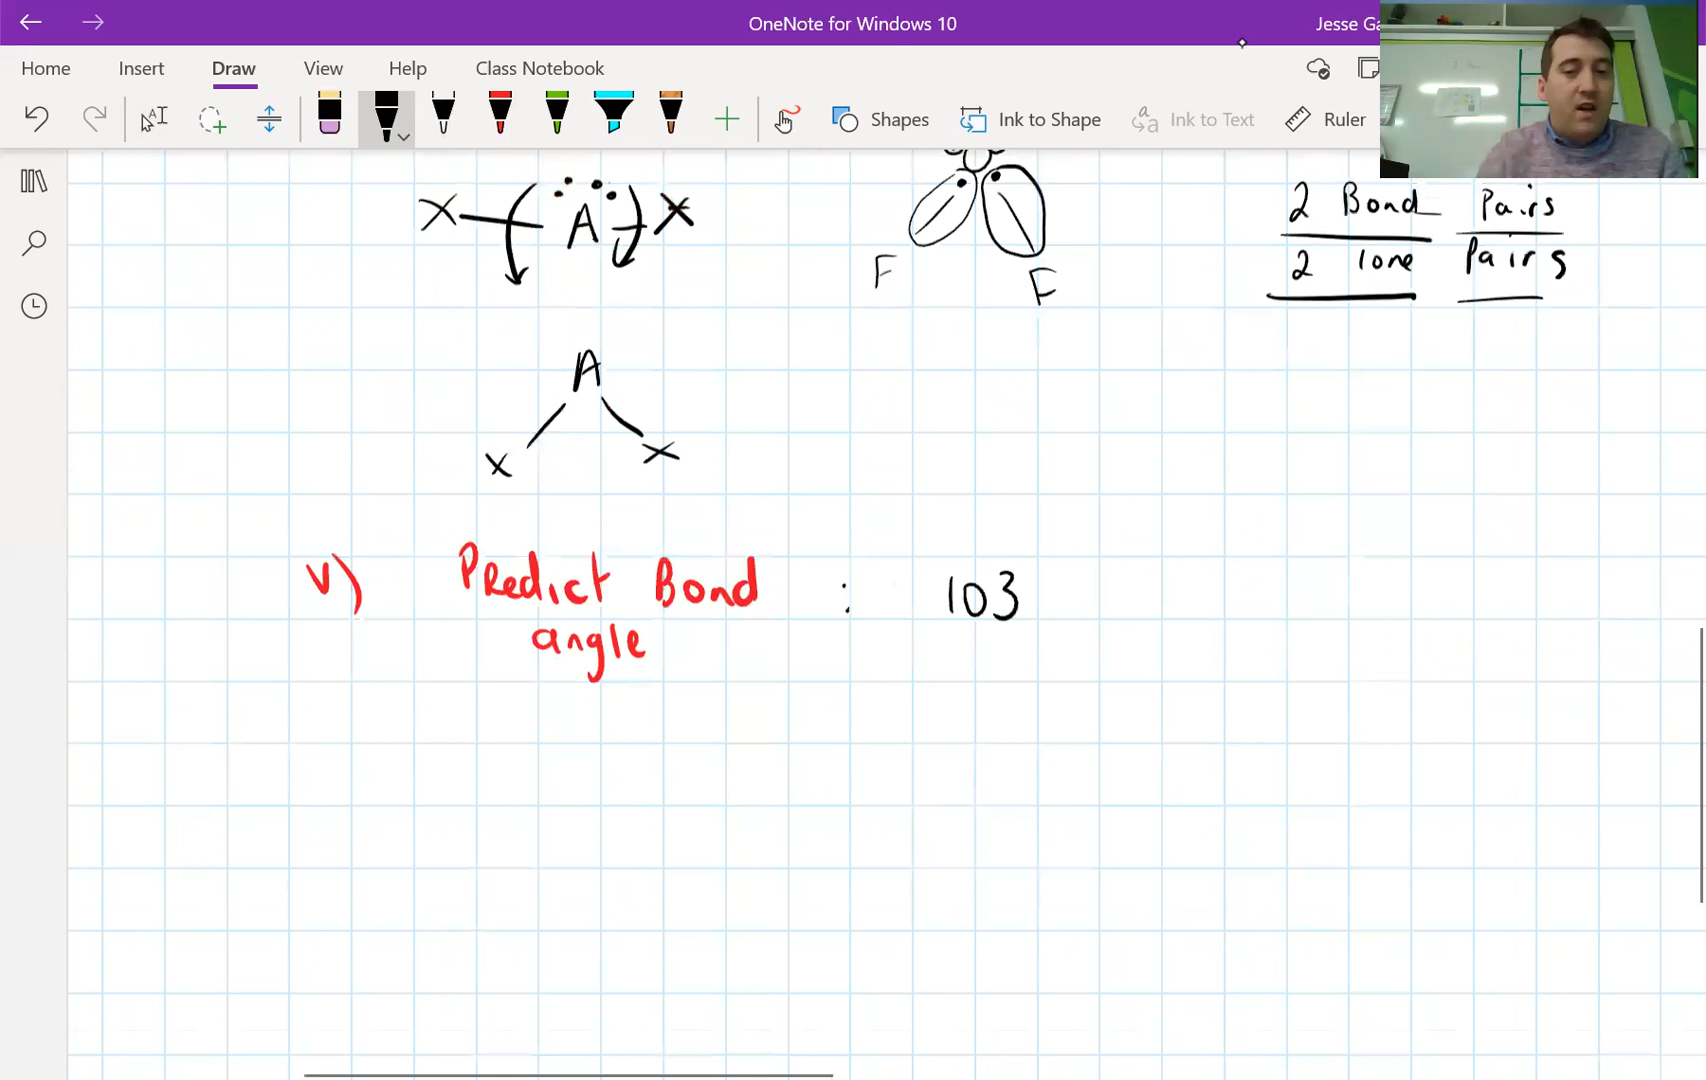 OneNote for Windows 10
Jesse Ga
Home Insert Draw View Help Class Notebook
Shapes Ink to Shape Ink to Text Ruler
X A X
F F
2 Bond Pairs
2 lone Pairs
A
X X
v) Predict Bond : 103
angle